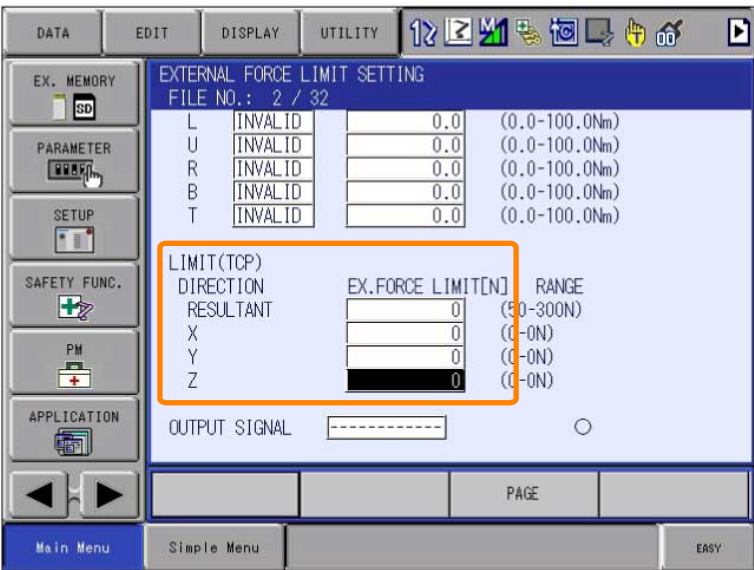 DATA EDIT DISPLAY UTILITY
EX. MEMORY
SD
PARAMETER
SETUP
SAFETY FUNC.
PM
APPLICATION
EXTERNAL FORCE LIMIT SETTING
FILE NO.: 2 / 32
L INVALID 0.0 (0.0-100.0Nm)
U INVALID 0.0 (0.0-100.0Nm)
R INVALID 0.0 (0.0-100.0Nm)
B INVALID 0.0 (0.0-100.0Nm)
T INVALID 0.0 (0.0-100.0Nm)
LIMIT(TCP)
DIRECTION EX.FORCE LIMIT[N] RANGE
RESULTANT 0 (50-300N)
X 0 (0-0N)
Y 0 (0-0N)
Z 0 (0-0N)
OUTPUT SIGNAL ------------
PAGE
Main Menu Simple Menu EASY